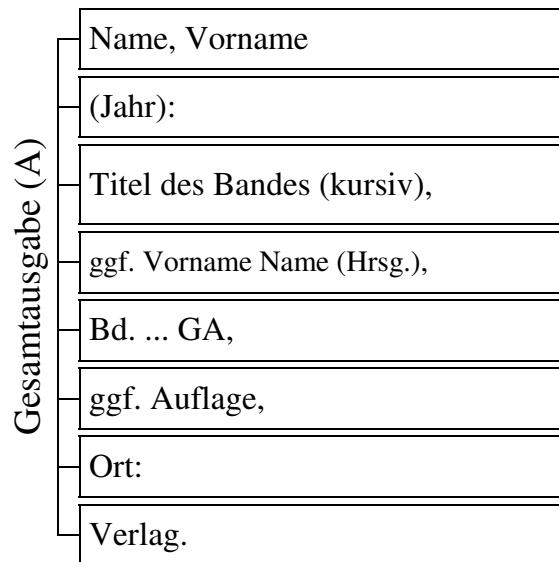 Gesamtausgabe (A)
Name, Vorname
(Jahr):
Titel des Bandes (kursiv),
ggf. Vorname Name (Hrsg.),
Bd. ... GA,
ggf. Auflage,
Ort:
Verlag.